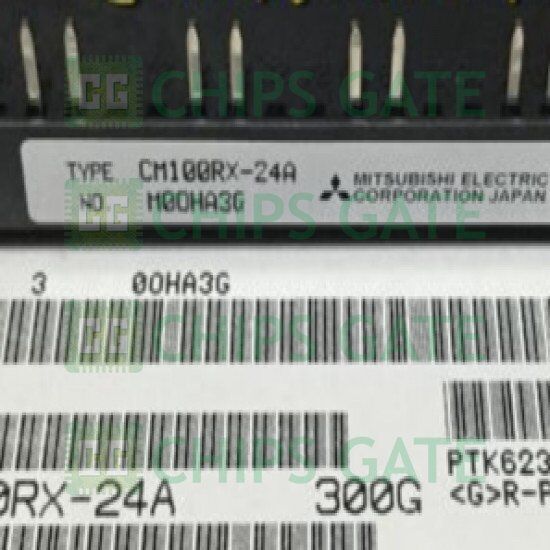 TYPE CM100RX-24A
NO. M00HA3G
MITSUBISHI ELECTRIC
CORPORATION JAPAN
3 00HA3G
PTK623
<G>R-P
0RX-24A 300G
CHIPS GATE
CHIPS GATE
CHIPS GATE
CHIPS GATE